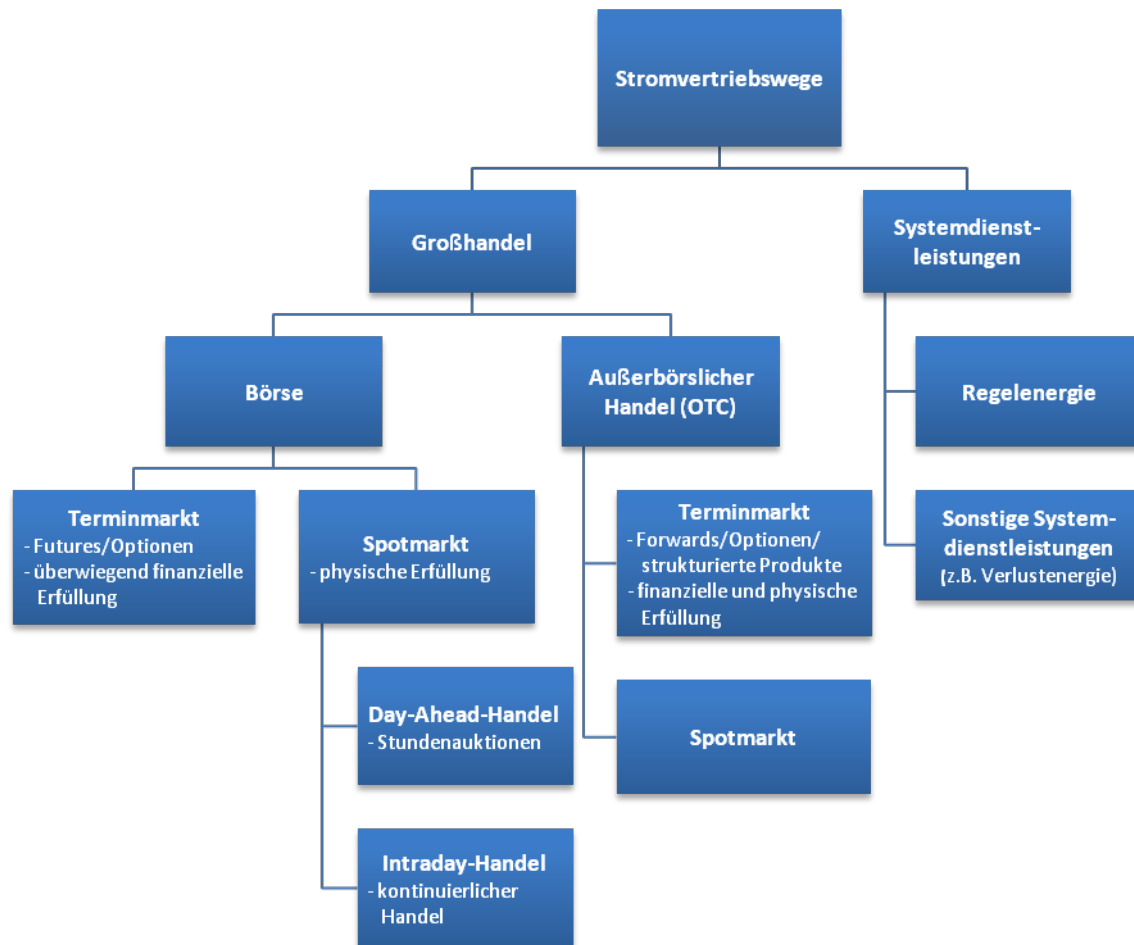 Stromvertriebswege
Großhandel
Systemdienst-
leistungen
Börse
Außerbörslicher
Handel (OTC)
Regelenergie
Terminmarkt
- Futures/Optionen
- überwiegend finanzielle
Erfüllung
Spotmarkt
- physische Erfüllung
Terminmarkt
- Forwards/Optionen/
strukturierte Produkte
- finanzielle und physische
Erfüllung
Sonstige System-
dienstleistungen
(z.B. Verlustenergie)
Day-Ahead-Handel
- Stundenauktionen
Spotmarkt
Intraday-Handel
- kontinuierlicher
Handel